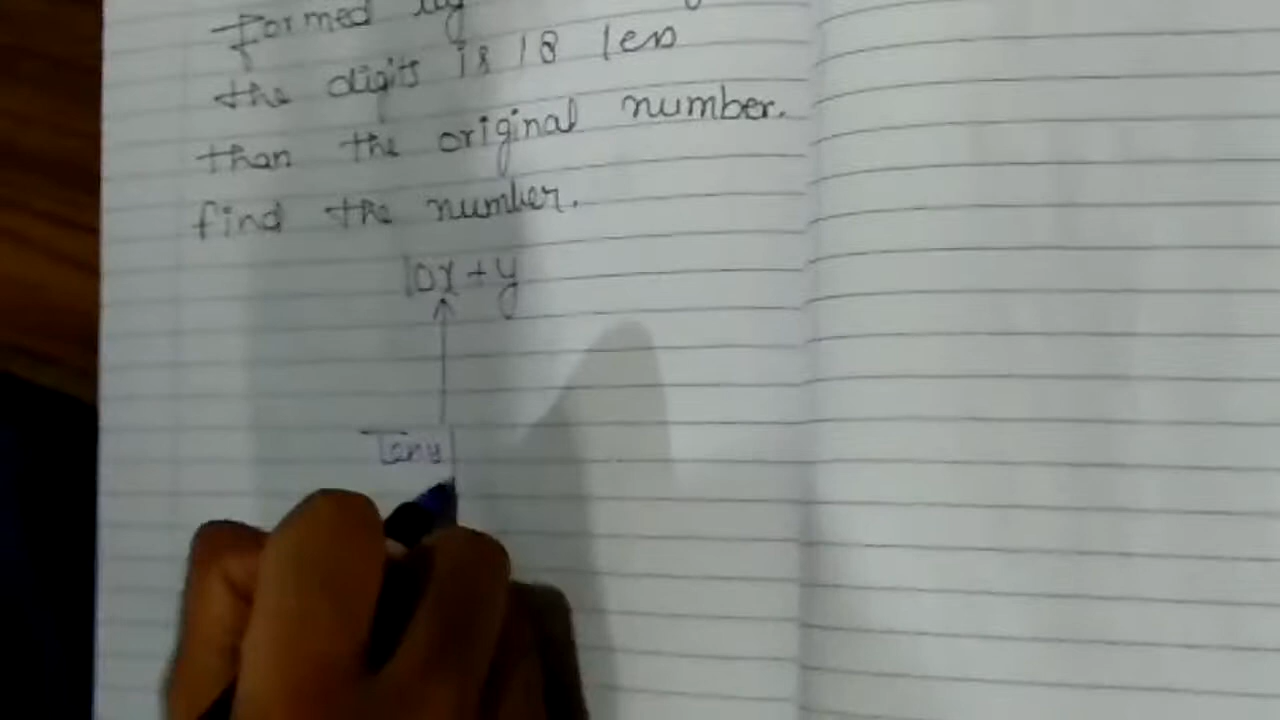 formed
the digits is 18 less
than the original number.
find the number.
10x + y
Tens